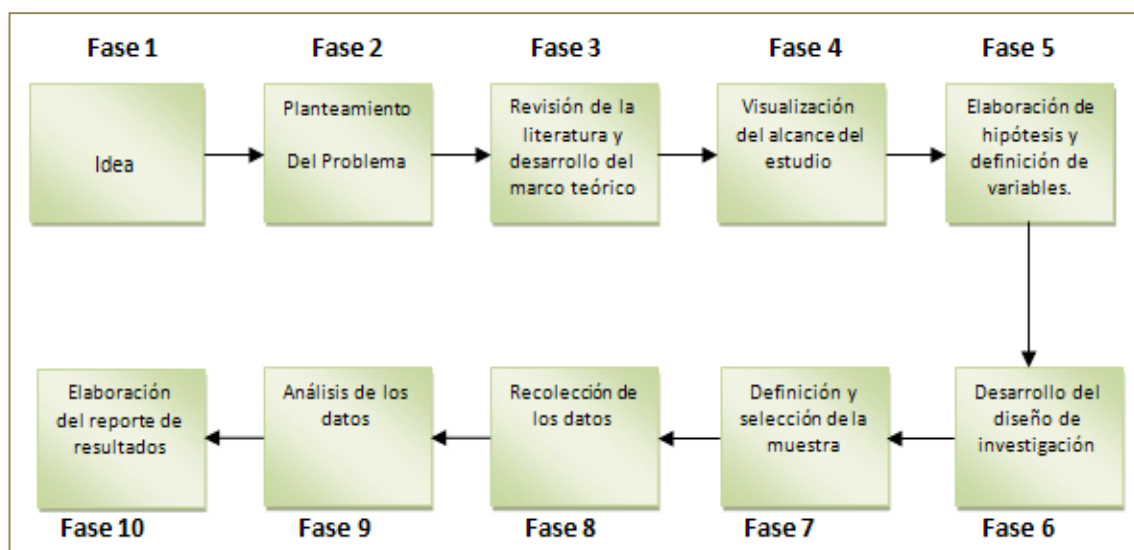 Fase 1
Fase 2
Fase 3
Fase 4
Fase 5
Idea
Planteamiento
Del Problema
Revisión de la
literatura y
desarrollo del
marco teórico
Visualización
del alcance del
estudio
Elaboración de
hipótesis y
definición de
variables.
Elaboración
del reporte de
resultados
Análisis de los
datos
Recolección de
los datos
Definición y
selección de la
muestra
Desarrollo del
diseño de
investigación
Fase 10
Fase 9
Fase 8
Fase 7
Fase 6